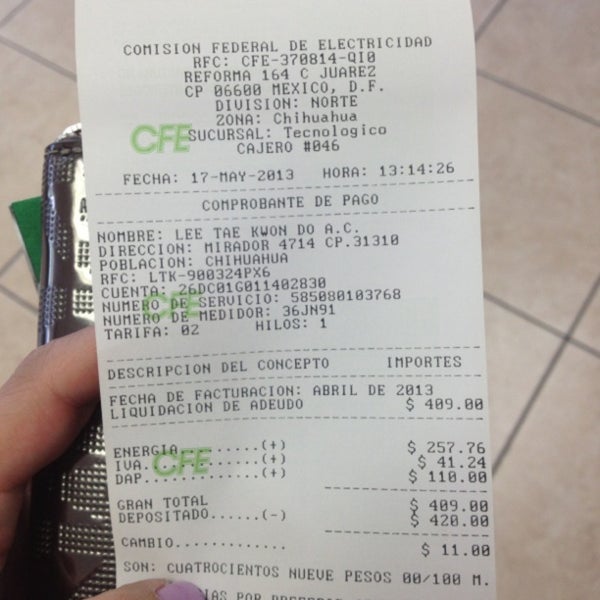 COMISION FEDERAL DE ELECTRICIDAD
RFC: CFE-370814-QI0
REFORMA 164 C JUAREZ
CP 06600 MEXICO, D.F.
DIVISION: NORTE
ZONA: Chihuahua
CFE SUCURSAL: Tecnologico
CAJERO #046
FECHA: 17-MAY-2013 HORA: 13:14:26
COMPROBANTE DE PAGO
NOMBRE: LEE TAE KWON DO A.C.
DIRECCION: MIRADOR 4714 CP.31310
POBLACION: CHIHUAHUA
RFC: LTK-900324PX6
CUENTA: 26DC01G011402830
NUMERO DE SERVICIO: 585080103768
CFE
NUMERO DE MEDIDOR: 36JN91
TARIFA: 02 HILOS: 1
DESCRIPCION DEL CONCEPTO IMPORTES
FECHA DE FACTURACION: ABRIL DE 2013
LIQUIDACION DE ADEUDO $ 409.00
ENERGIA..........(+) $ 257.76
IVA..............(+) $ 41.24
CFE
DAP..............(+) $ 110.00
GRAN TOTAL $ 409.00
DEPOSITADO......(-) $ 420.00
CAMBIO............. $ 11.00
SON: CUATROCIENTOS NUEVE PESOS 00/100 M.
POR